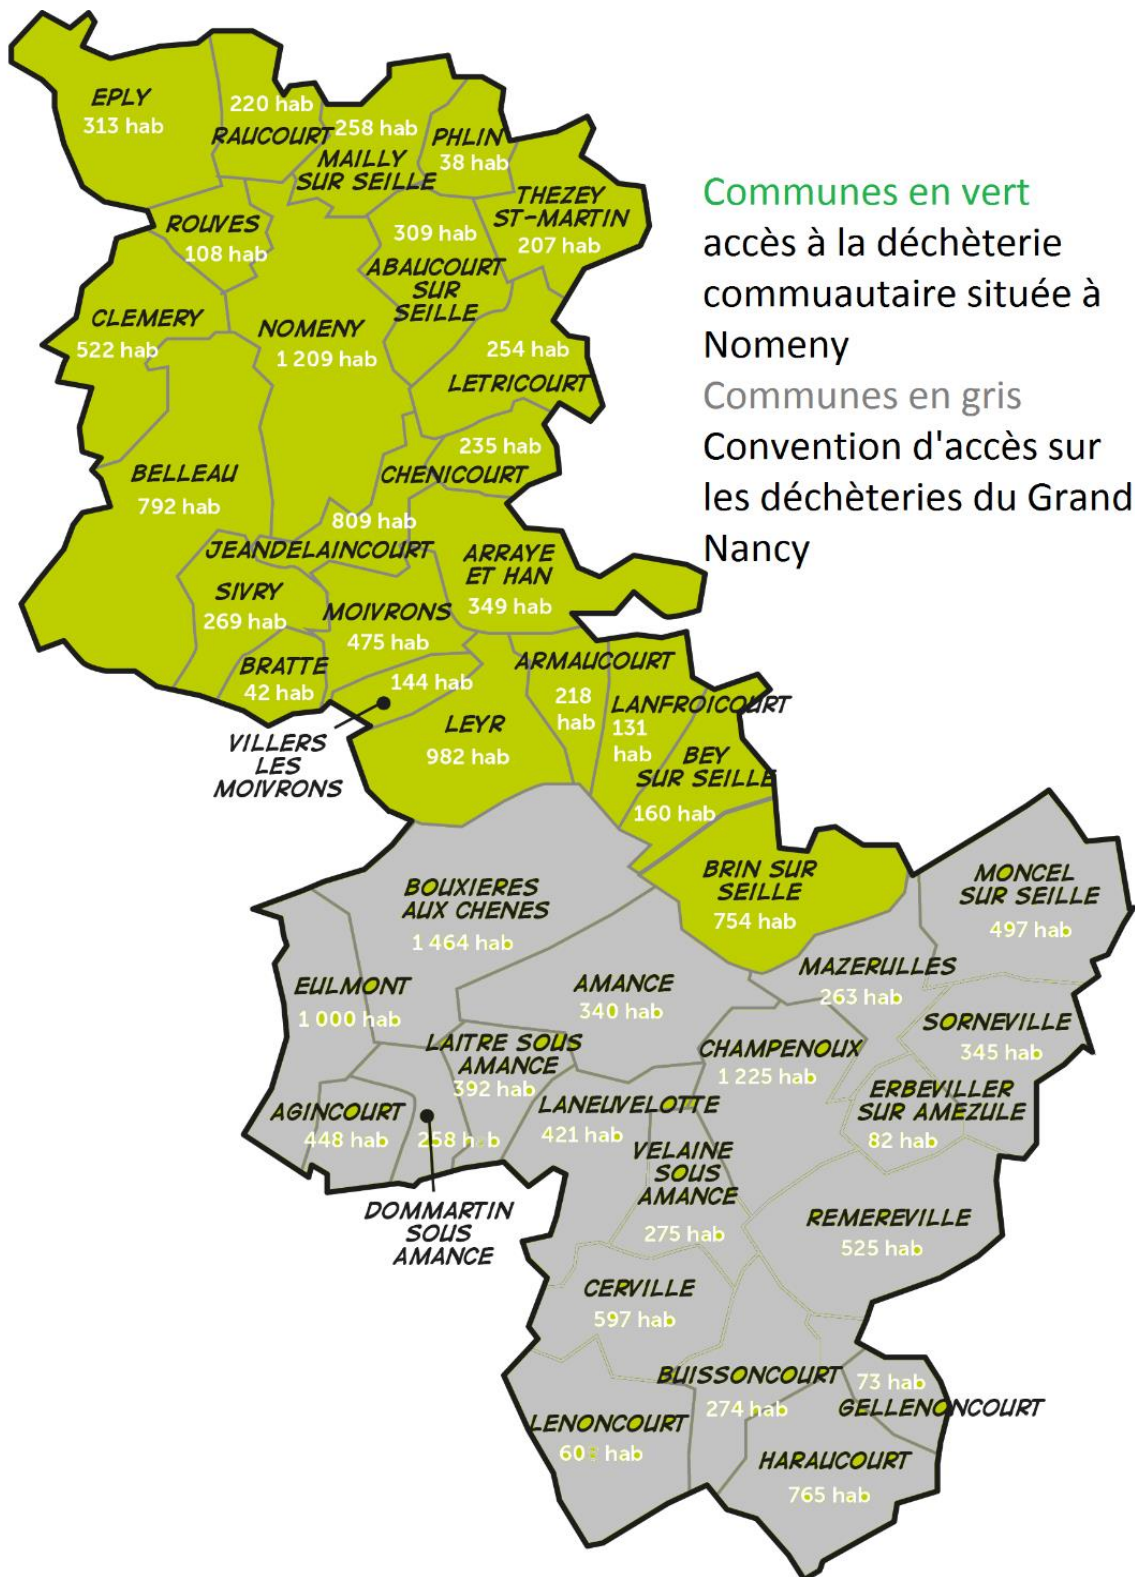 EPLY
313 hab
220 hab
RAUCOURT
258 hab
MAILLY
SUR SEILLE
PHLIN
38 hab
THEZEY
ST-MARTIN
207 hab
ROUVES
108 hab
309 hab
ABAUCOURT
SUR
SEILLE
CLEMERY
522 hab
NOMENY
1 209 hab
254 hab
LETRICOURT
235 hab
CHENICOURT
BELLEAU
792 hab
809 hab
JEANDELAINCOURT
ARRAYE
ET HAN
349 hab
SIVRY
269 hab
MOIVRONS
475 hab
BRATTE
42 hab
144 hab
VILLERS
LES
MOIVRONS
LEYR
982 hab
ARMAUCOURT
218
hab
LANFROICOURT
131
hab
BEY
SUR SEILLE
160 hab
BRIN SUR
SEILLE
754 hab
Communes en vert
accès à la déchèterie
commuautaire située à
Nomeny
Communes en gris
Convention d'accès sur
les déchèteries du Grand
Nancy
BOUXIERES
AUX CHENES
1 464 hab
MONCEL
SUR SEILLE
497 hab
EULMONT
1 000 hab
AMANCE
340 hab
MAZERULLES
263 hab
SORNEVILLE
345 hab
LAITRE SOUS
AMANCE
392 hab
CHAMPENOUX
1 225 hab
ERBEVILLER
SUR AMEZULE
82 hab
AGINCOURT
448 hab
258 hab
DOMMARTIN
SOUS
AMANCE
LANEUVELOTTE
421 hab
VELAINE
SOUS
AMANCE
275 hab
REMEREVILLE
525 hab
CERVILLE
597 hab
BUISSONCOURT
274 hab
73 hab
GELLENONCOURT
LENONCOURT
hab
HARAUCOURT
765 hab